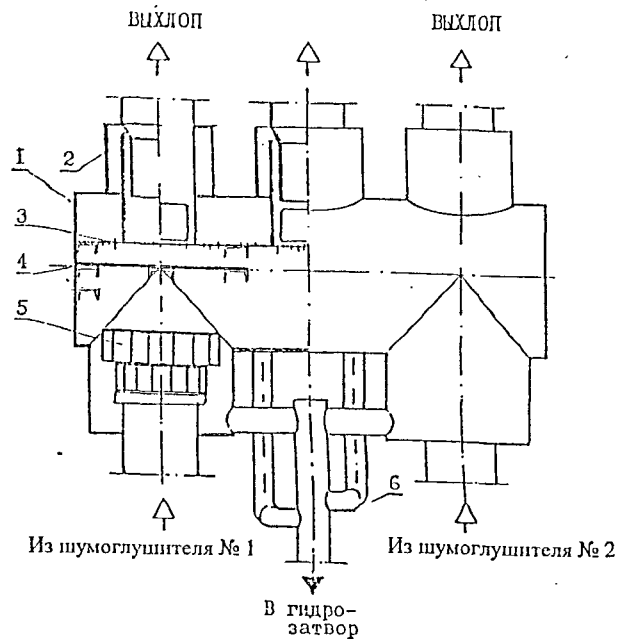 ВЫХЛОП
ВЫХЛОП
2
1
3
4
5
6
Из шумоглушителя № 1
Из шумоглушителя № 2
В гидро-
затвор